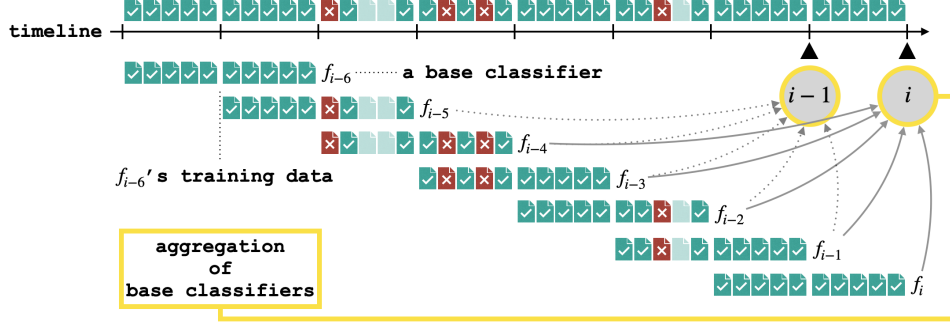 timeline
f_{i-6} a base classifier
i − 1
i
f_{i-5}
f_{i-4}
f_{i-6}'s training data
f_{i-3}
f_{i-2}
aggregation
of
base classifiers
f_{i-1}
f_i